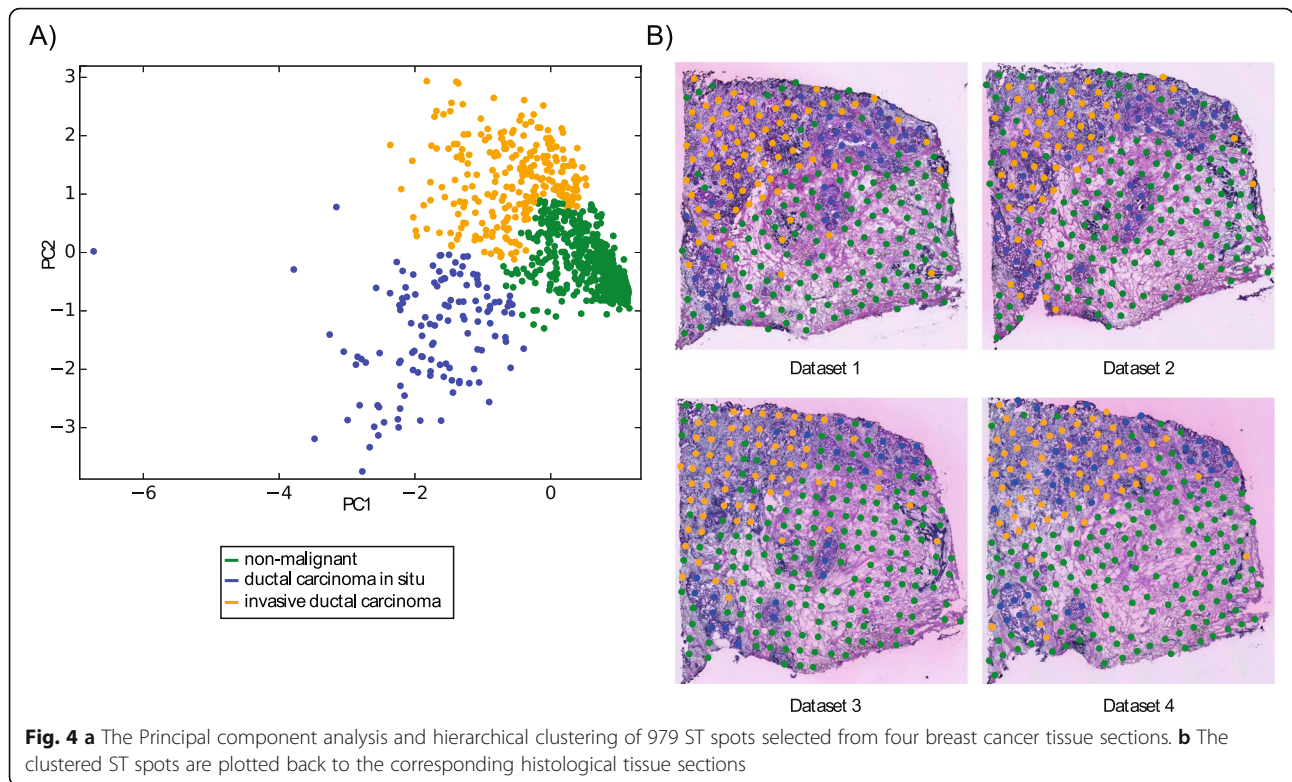 A)
B)
3
2
1
0
−1
−2
−3
PC2
−6
−4
−2
0
PC1
non-malignant
ductal carcinoma in situ
invasive ductal carcinoma
Dataset 1
Dataset 2
Dataset 3
Dataset 4
Fig. 4 a The Principal component analysis and hierarchical clustering of 979 ST spots selected from four breast cancer tissue sections. b The
clustered ST spots are plotted back to the corresponding histological tissue sections